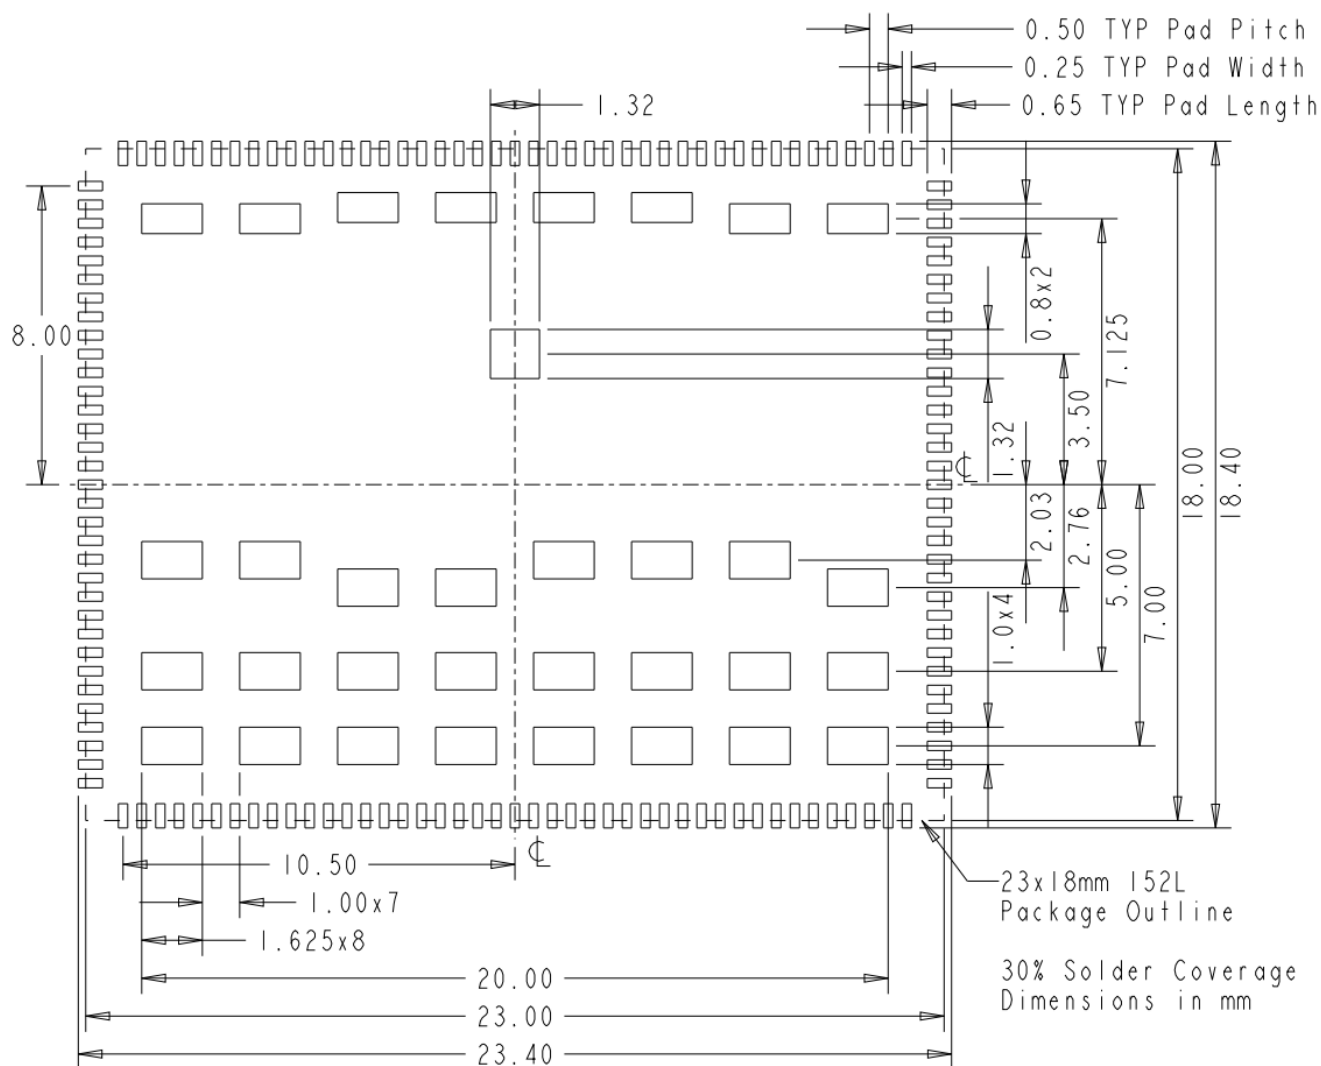 0.50 TYP Pad Pitch
0.25 TYP Pad Width
0.65 TYP Pad Length
1.32
8.00
0.8x2
7.125
3.50
1.32
18.00
18.40
2.03
2.76
5.00
7.00
1.0x4
10.50
1.00x7
1.625x8
20.00
23.00
23.40
23x18mm 152L
Package Outline
30% Solder Coverage
Dimensions in mm